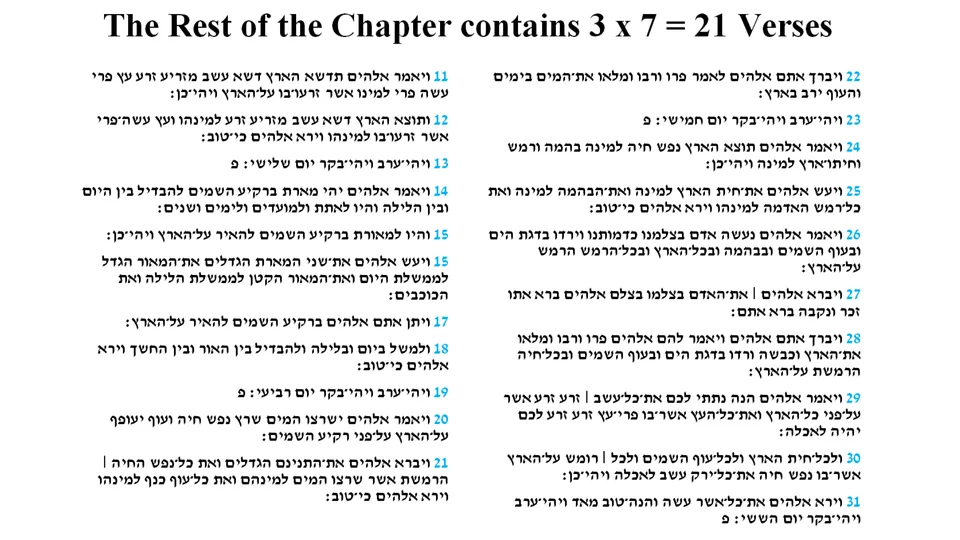 The Rest of the Chapter contains 3 x 7 = 21 Verses
11 ויאמר אלהים תדשא הארץ דשא עשב מזריע זרע עץ פרי
עשה פרי למינו אשר זרעו־בו על־הארץ ויהי־כן׃
12 ותוצא הארץ דשא עשב מזריע זרע למינהו ועץ עשה־פרי
אשר זרעו־בו למינהו וירא אלהים כי־טוב׃
13 ויהי־ערב ויהי־בקר יום שלישי׃ פ
14 ויאמר אלהים יהי מארת ברקיע השמים להבדיל בין היום
ובין הלילה והיו לאתת ולמועדים ולימים ושנים׃
15 והיו למאורת ברקיע השמים להאיר על־הארץ ויהי־כן׃
15 ויעש אלהים את־שני המארת הגדלים את־המאור הגדל
לממשלת היום ואת־המאור הקטן לממשלת הלילה ואת
הכוכבים׃
17 ויתן אתם אלהים ברקיע השמים להאיר על־הארץ׃
18 ולמשל ביום ובלילה ולהבדיל בין האור ובין החשך וירא
אלהים כי־טוב׃
19 ויהי־ערב ויהי־בקר יום רביעי׃ פ
20 ויאמר אלהים ישרצו המים שרץ נפש חיה ועוף יעופף
על־הארץ על־פני רקיע השמים׃
21 ויברא אלהים את־התנינם הגדלים ואת כל־נפש החיה |
הרמשת אשר שרצו המים למינהם ואת כל־עוף כנף למינהו
וירא אלהים כי־טוב׃
22 ויברך אתם אלהים לאמר פרו ורבו ומלאו את־המים בימים
והעוף ירב בארץ׃
23 ויהי־ערב ויהי־בקר יום חמישי׃ פ
24 ויאמר אלהים תוצא הארץ נפש חיה למינה בהמה ורמש
וחיתו־ארץ למינה ויהי־כן׃
25 ויעש אלהים את־חית הארץ למינה ואת־הבהמה למינה ואת
כל־רמש האדמה למינהו וירא אלהים כי־טוב׃
26 ויאמר אלהים נעשה אדם בצלמנו כדמותנו וירדו בדגת הים
ובעוף השמים ובבהמה ובכל־הארץ ובכל־הרמש הרמש
על־הארץ׃
27 ויברא אלהים | את־האדם בצלמו בצלם אלהים ברא אתו
זכר ונקבה ברא אתם׃
28 ויברך אתם אלהים ויאמר להם אלהים פרו ורבו ומלאו
את־הארץ וכבשה ורדו בדגת הים ובעוף השמים ובכל־חיה
הרמשת על־הארץ׃
29 ויאמר אלהים הנה נתתי לכם את־כל־עשב | זרע זרע אשר
על־פני כל־הארץ ואת־כל־העץ אשר־בו פרי־עץ זרע זרע לכם
יהיה לאכלה׃
30 ולכל־חית הארץ ולכל־עוף השמים ולכל | רומש על־הארץ
אשר־בו נפש חיה את־כל־ירק עשב לאכלה ויהי־כן׃
31 וירא אלהים את־כל־אשר עשה והנה־טוב מאד ויהי־ערב
ויהי־בקר יום הששי׃ פ